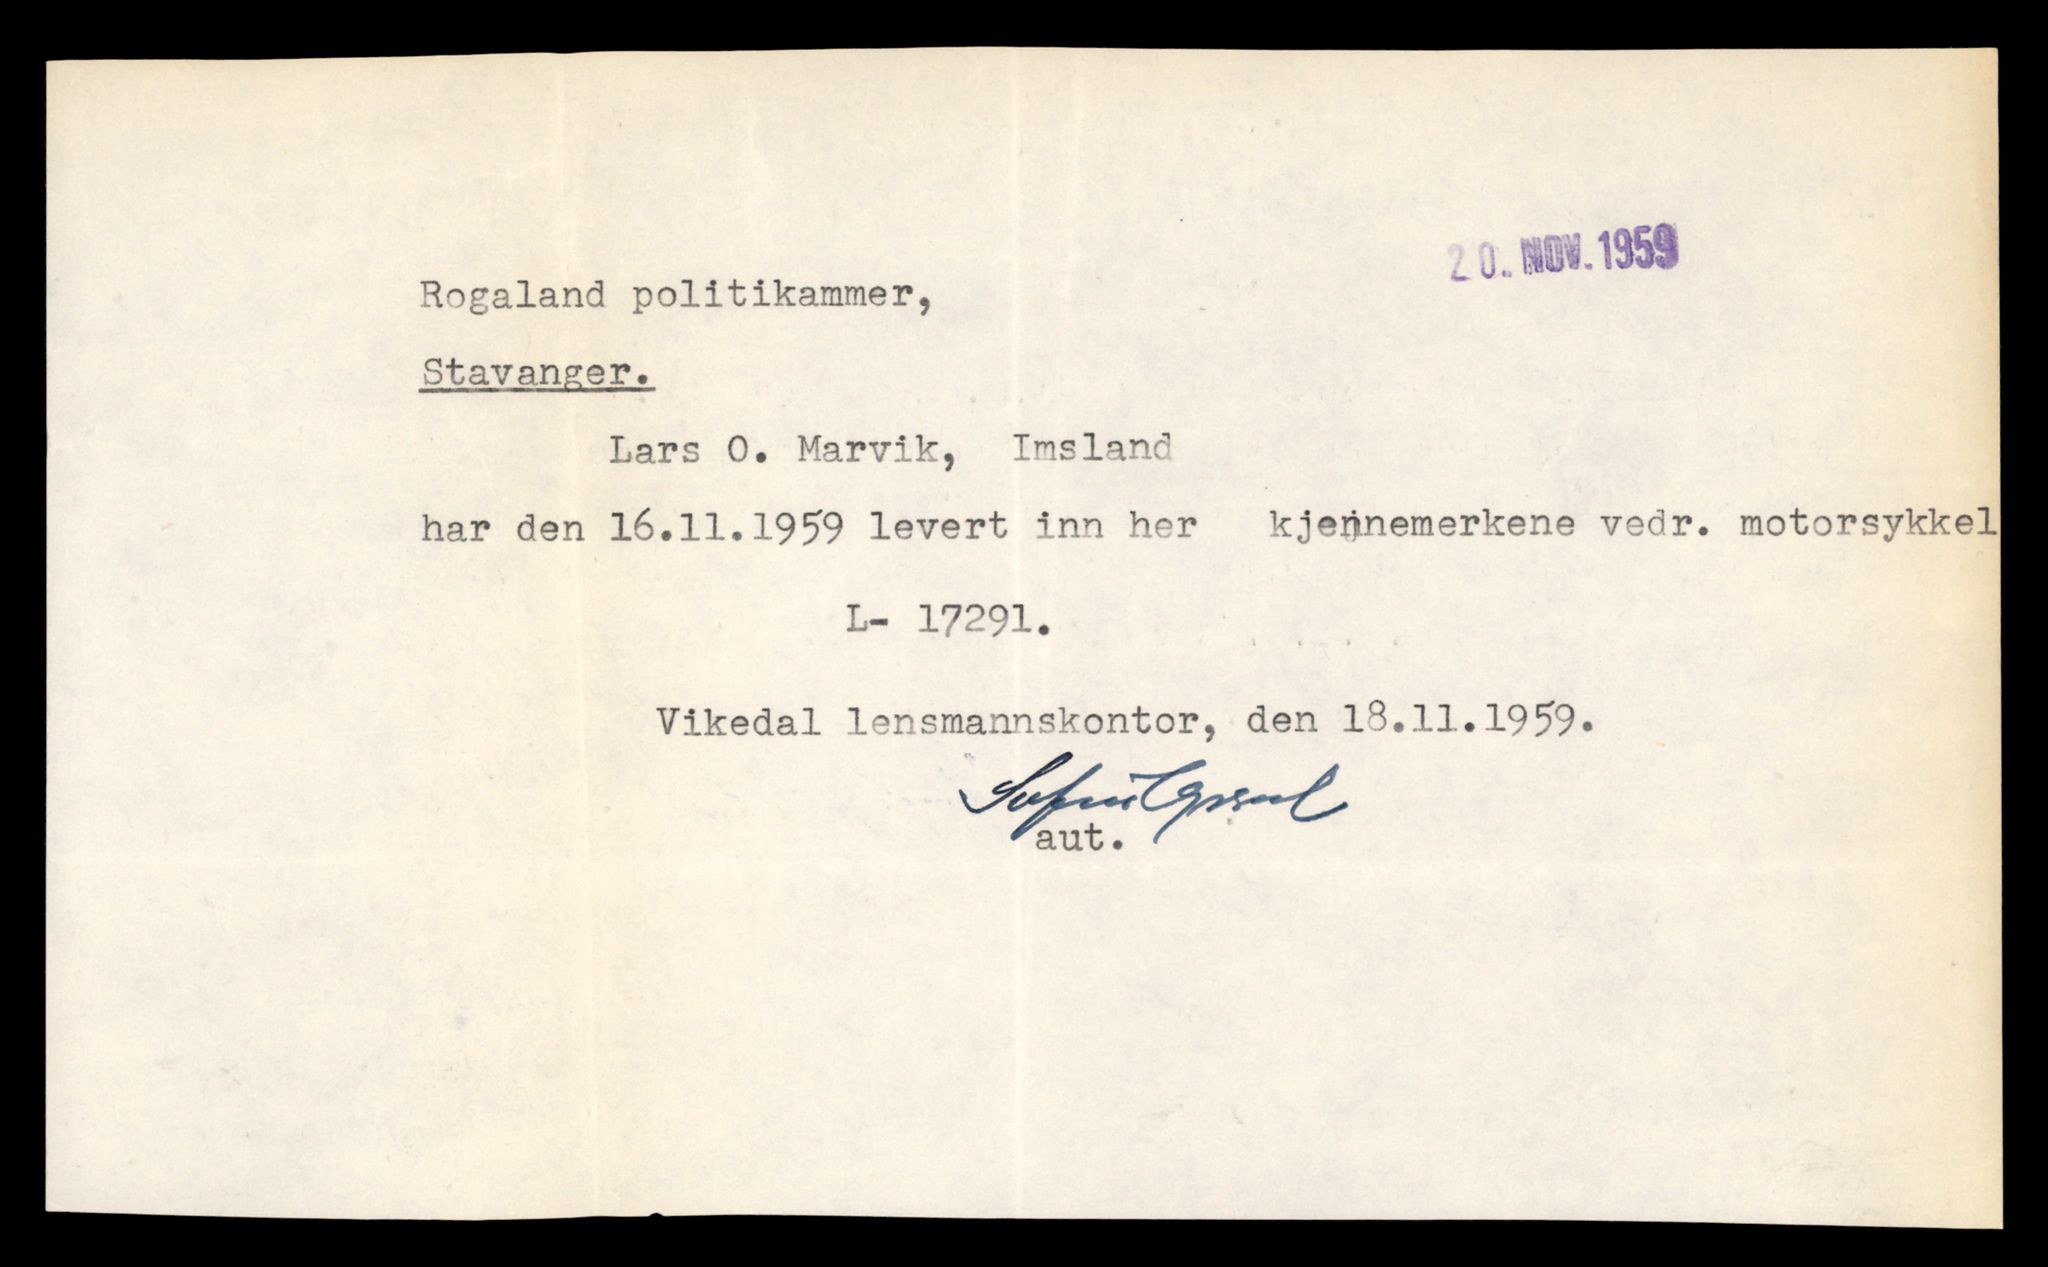 20. NOV. 1959
Rogaland politikammer,
Stavanger.
Lars O. Marvik, Imsland
har den 16.11.1959 levert inn her kjennemerkene vedr. motorsykkel
L- 17291.
Vikedal lensmannskontor, den 18.11.1959.
aut.